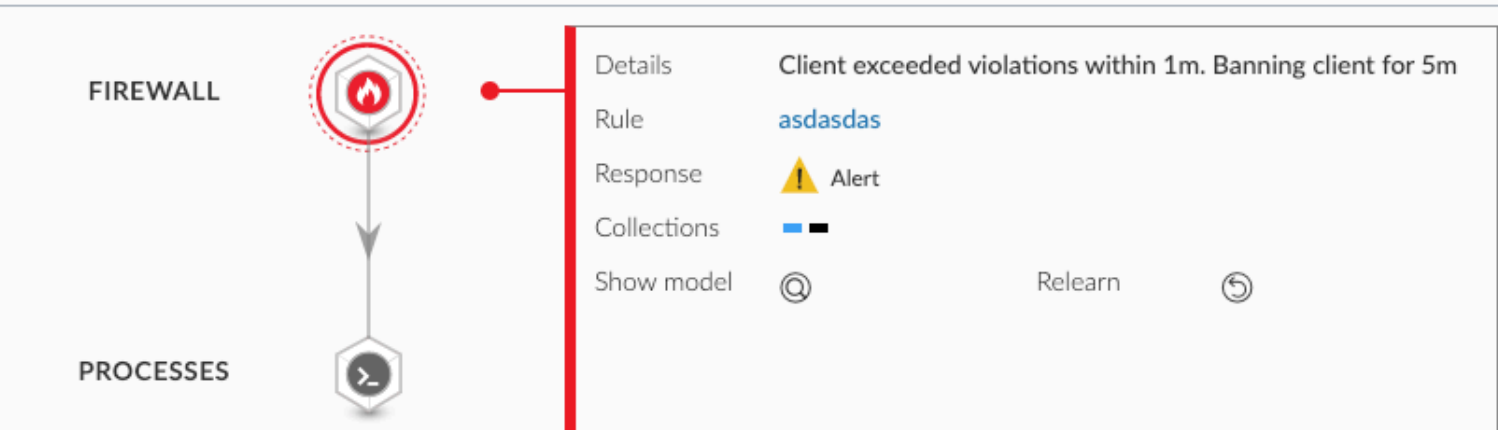 FIREWALL
Details Client exceeded violations within 1m. Banning client for 5m
Rule asdasdas
Response Alert
Collections
Show model Relearn
PROCESSES